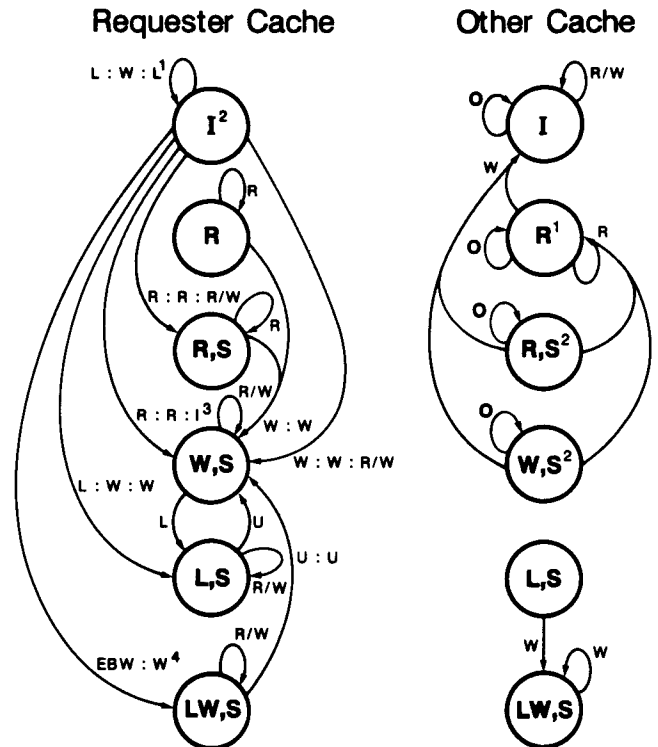 Requester Cache
Other Cache
L : W : L¹
I²
R/W
O
I
W
R
R
R¹
R
O
R : R : R/W
R
R,S
O
R,S²
R/W
R : R : I³
W : W
W,S
W : W : R/W
O
W,S²
L : W : W
L
U
U : U
L,S
R/W
L,S
R/W
W
W
EBW : W⁴
LW,S
LW,S